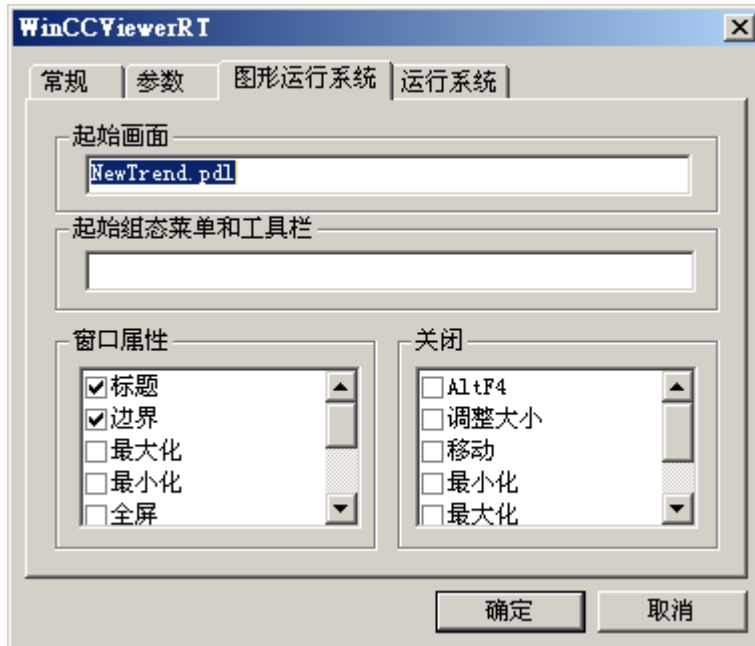 WinCCViewerRT
常规 参数 图形运行系统 运行系统
起始画面
NewTrend.pdl
起始组态菜单和工具栏
窗口属性
标题
边界
最大化
最小化
全屏
关闭
AltF4
调整大小
移动
最小化
最大化
确定 取消